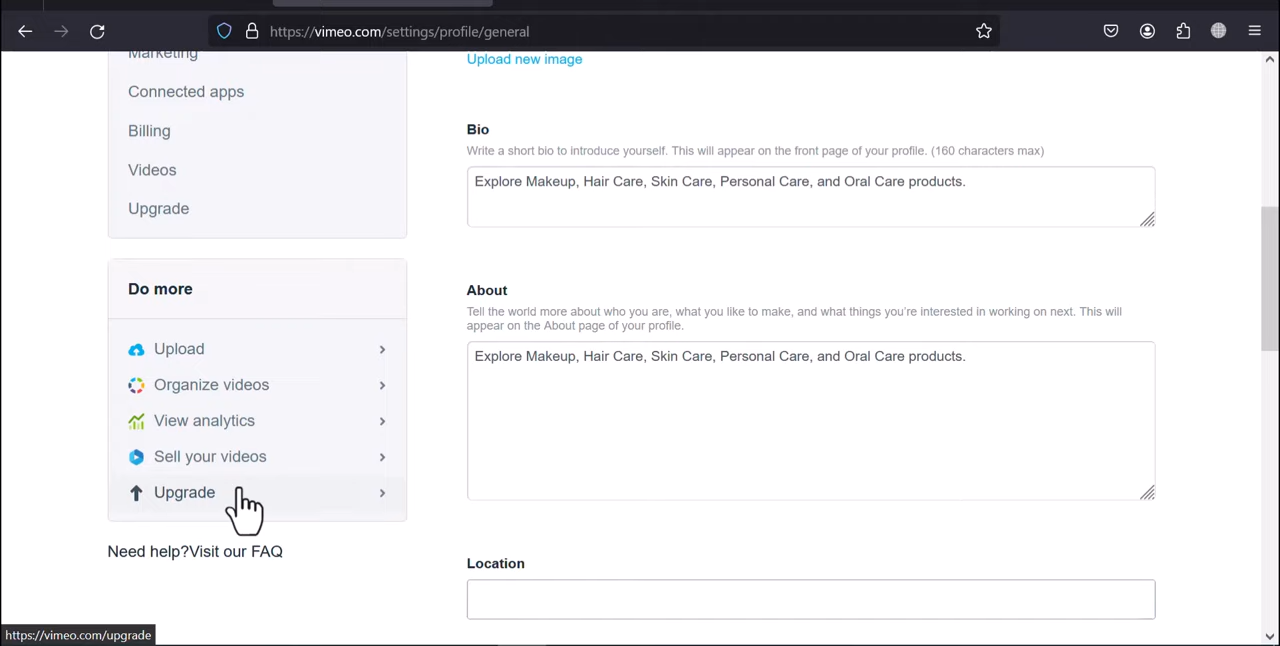 https://vimeo.com/settings/profile/general
Marketing
Connected apps
Billing
Videos
Upgrade
Do more
Upload
Organize videos
View analytics
Sell your videos
Upgrade
Need help?Visit our FAQ
Upload new image
Bio
Write a short bio to introduce yourself. This will appear on the front page of your profile. (160 characters max)
Explore Makeup, Hair Care, Skin Care, Personal Care, and Oral Care products.
About
Tell the world more about who you are, what you like to make, and what things you're interested in working on next. This will
appear on the About page of your profile.
Explore Makeup, Hair Care, Skin Care, Personal Care, and Oral Care products.
Location
https://vimeo.com/upgrade